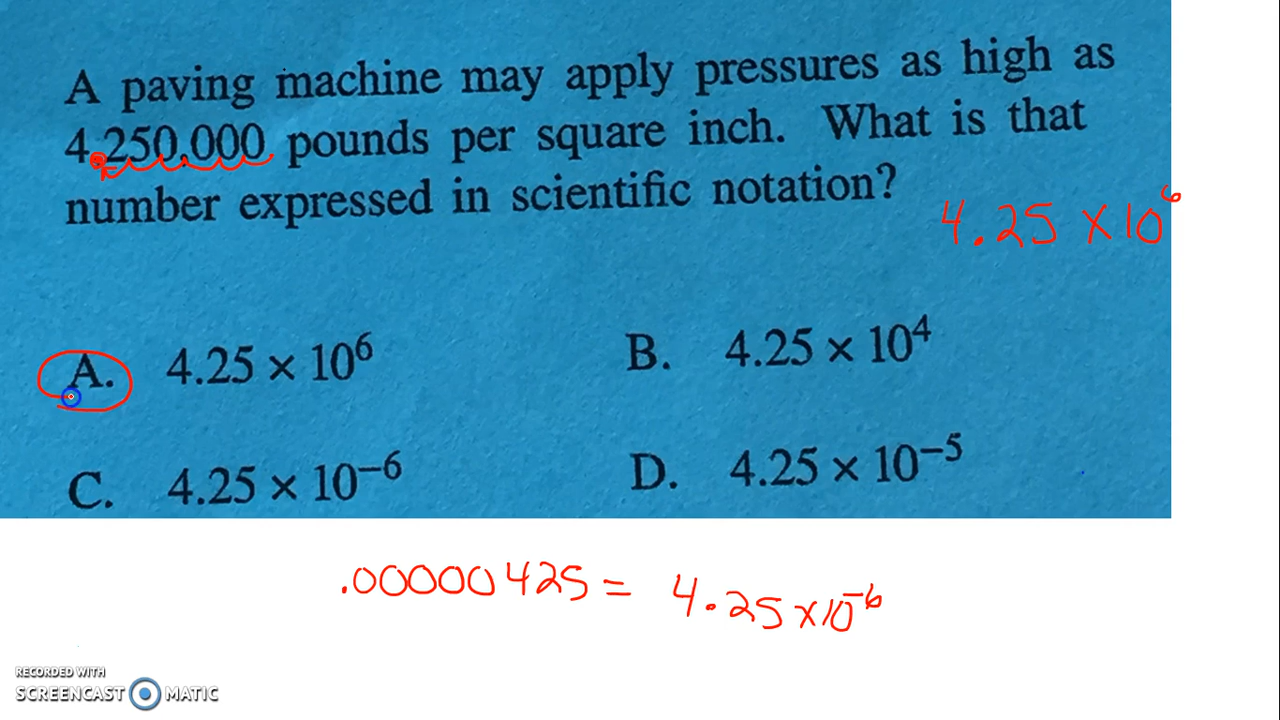 A paving machine may apply pressures as high as
4,250,000 pounds per square inch. What is that
number expressed in scientific notation?
4.25 x 10⁶
A. 4.25 × 10⁶ B. 4.25 × 10⁴
C. 4.25 × 10⁻⁶ D. 4.25 × 10⁻⁵
.00000425 = 4.25 x 10⁻⁶
RECORDED WITH
SCREENCAST MATIC